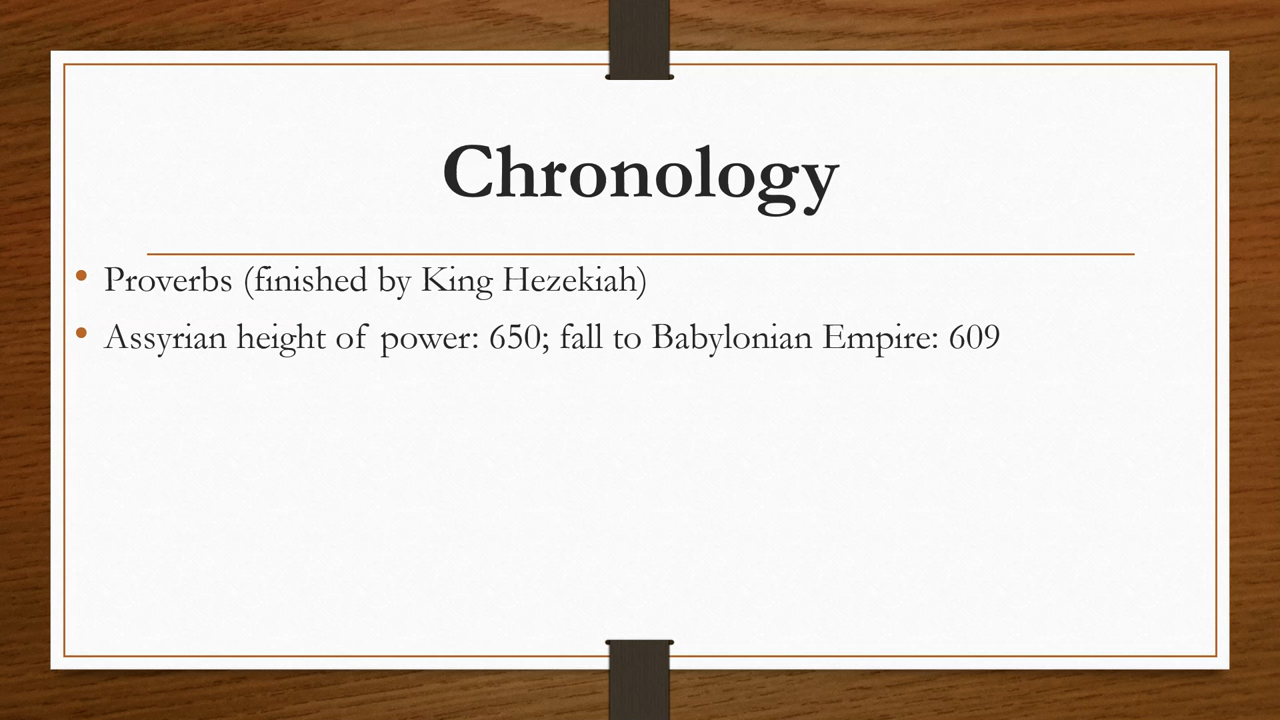 Chronology
• Proverbs (finished by King Hezekiah)
• Assyrian height of power: 650; fall to Babylonian Empire: 609